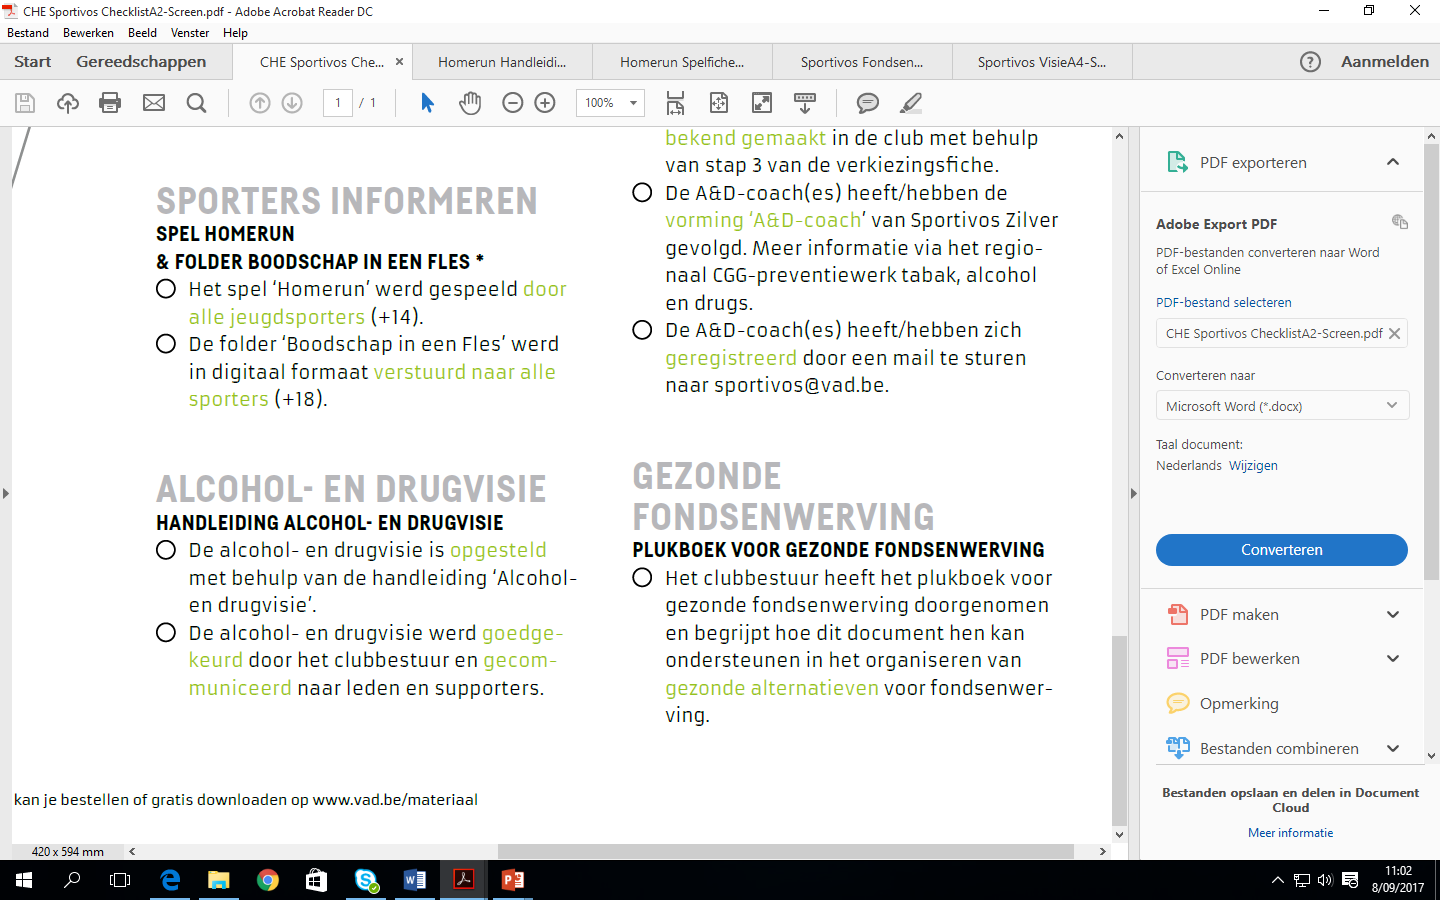 CHE Sportivos ChecklistA2-Screen.pdf - Adobe Acrobat Reader DC
Bestand Bewerken Beeld Venster Help
Start Gereedschappen CHE Sportivos Che... × Homerun Handleidi... Homerun Spelfiche... Sportivos Fondsen... Sportivos VisieA4-S... ? Aanmelden
1 / 1 100%
SPORTERS INFORMEREN
SPEL HOMERUN
& FOLDER BOODSCHAP IN EEN FLES *
Het spel ‘Homerun’ werd gespeeld door
alle jeugdsporters (+14).
De folder ‘Boodschap in een Fles’ werd
in digitaal formaat verstuurd naar alle
sporters (+18).
ALCOHOL- EN DRUGVISIE
HANDLEIDING ALCOHOL- EN DRUGVISIE
De alcohol- en drugvisie is opgesteld
met behulp van de handleiding ‘Alcohol-
en drugvisie’.
De alcohol- en drugvisie werd goedge-
keurd door het clubbestuur en gecom-
municeerd naar leden en supporters.
kan je bestellen of gratis downloaden op www.vad.be/materiaal
bekend gemaakt in de club met behulp
van stap 3 van de verkiezingsfiche.
De A&D-coach(es) heeft/hebben de
vorming ‘A&D-coach’ van Sportivos Zilver
gevolgd. Meer informatie via het regio-
naal CGG-preventiewerk tabak, alcohol
en drugs.
De A&D-coach(es) heeft/hebben zich
geregistreerd door een mail te sturen
naar sportivos@vad.be.
GEZONDE
FONDSENWERVING
PLUKBOEK VOOR GEZONDE FONDSENWERVING
Het clubbestuur heeft het plukboek voor
gezonde fondsenwerving doorgenomen
en begrijpt hoe dit document hen kan
ondersteunen in het organiseren van
gezonde alternatieven voor fondsenwer-
ving.
PDF exporteren
Adobe Export PDF
PDF-bestanden converteren naar Word
of Excel Online
PDF-bestand selecteren
CHE Sportivos ChecklistA2-Screen.pdf
Converteren naar
Microsoft Word (*.docx)
Taal document:
Nederlands Wijzigen
Converteren
PDF maken
PDF bewerken
Opmerking
Bestanden combineren
Bestanden opslaan en delen in Document
Cloud
Meer informatie
420 x 594 mm
11:02
8/09/2017